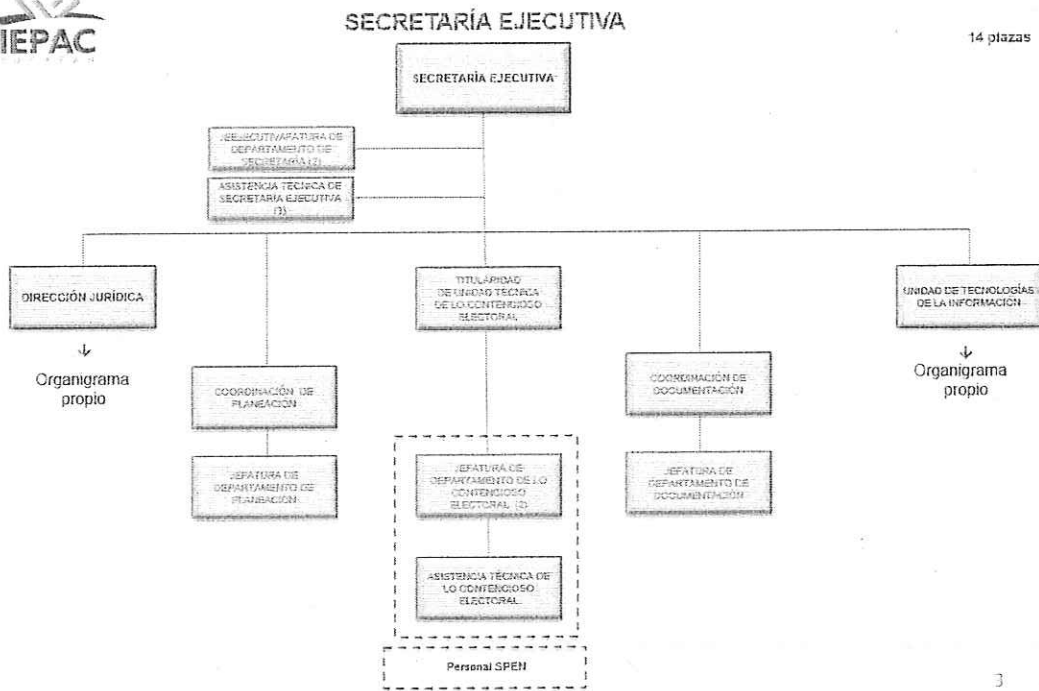 IEPAC
SECRETARÍA EJECUTIVA
14 plazas
SECRETARÍA EJECUTIVA
DEPARTAMENTO DE
SECRETARÍA (2)
ASISTENCIA TÉCNICA DE
SECRETARÍA EJECUTIVA
(3)
DIRECCIÓN JURÍDICA
↓
Organigrama
propio
TITULARIDAD
DE UNIDAD TÉCNICA
DE LO CONTENCIOSO
ELECTORAL
UNIDAD DE TECNOLOGÍAS
DE LA INFORMACIÓN
↓
Organigrama
propio
COORDINACIÓN DE
PLANEACIÓN
COORDINACIÓN DE
DOCUMENTACIÓN
JEFATURA DE
DEPARTAMENTO DE
PLANEACIÓN
JEFATURA DE
DEPARTAMENTO DE LO
CONTENCIOSO
ELECTORAL (2)
JEFATURA DE
DEPARTAMENTO DE
DOCUMENTACIÓN
ASISTENCIA TÉCNICA DE
LO CONTENCIOSO
ELECTORAL
Personal SPEN
3